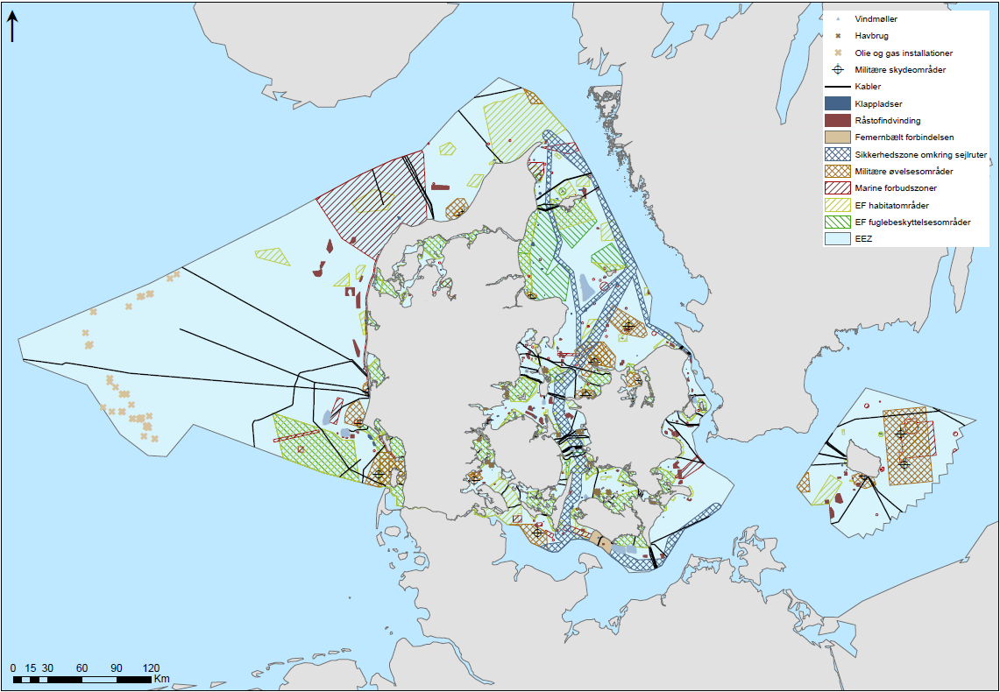 Vindmøller
Havbrug
Olie og gas installationer
Militære skydeområder
Kabler
Klappladser
Råstofindvinding
Femernbælt forbindelsen
Sikkerhedszone omkring sejlruter
Militære øvelsesområder
Marine forbudszoner
EF habitatområder
EF fuglebeskyttelsesområder
EEZ
0 15 30 60 90 120
Km